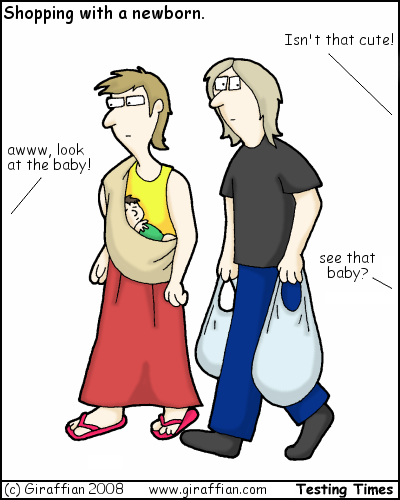 Shopping with a newborn.
Isn't that cute!
awww, look
at the baby!
see that
baby?
(c) Giraffian 2008 www.giraffian.com Testing Times